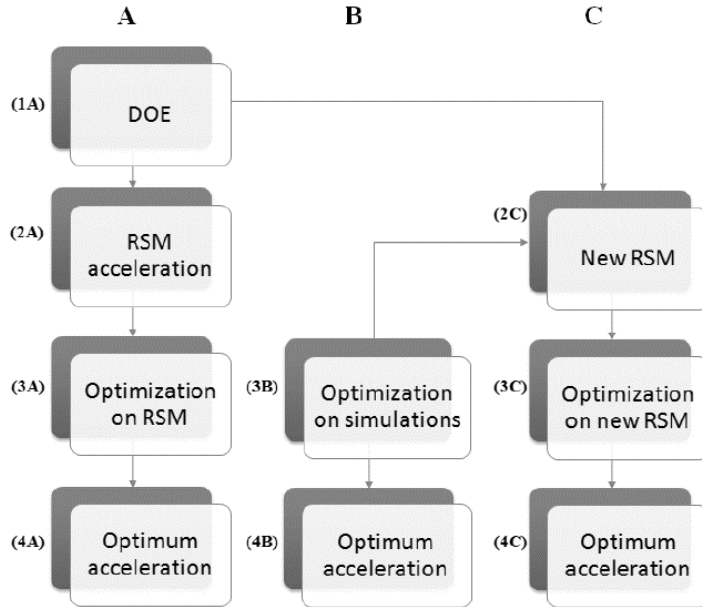 A
B
C
(1A)
DOE
(2A)
RSM
acceleration
(2C)
New RSM
(3A)
Optimization
on RSM
(3B)
Optimization
on simulations
(3C)
Optimization
on new RSM
(4A)
Optimum
acceleration
(4B)
Optimum
acceleration
(4C)
Optimum
acceleration